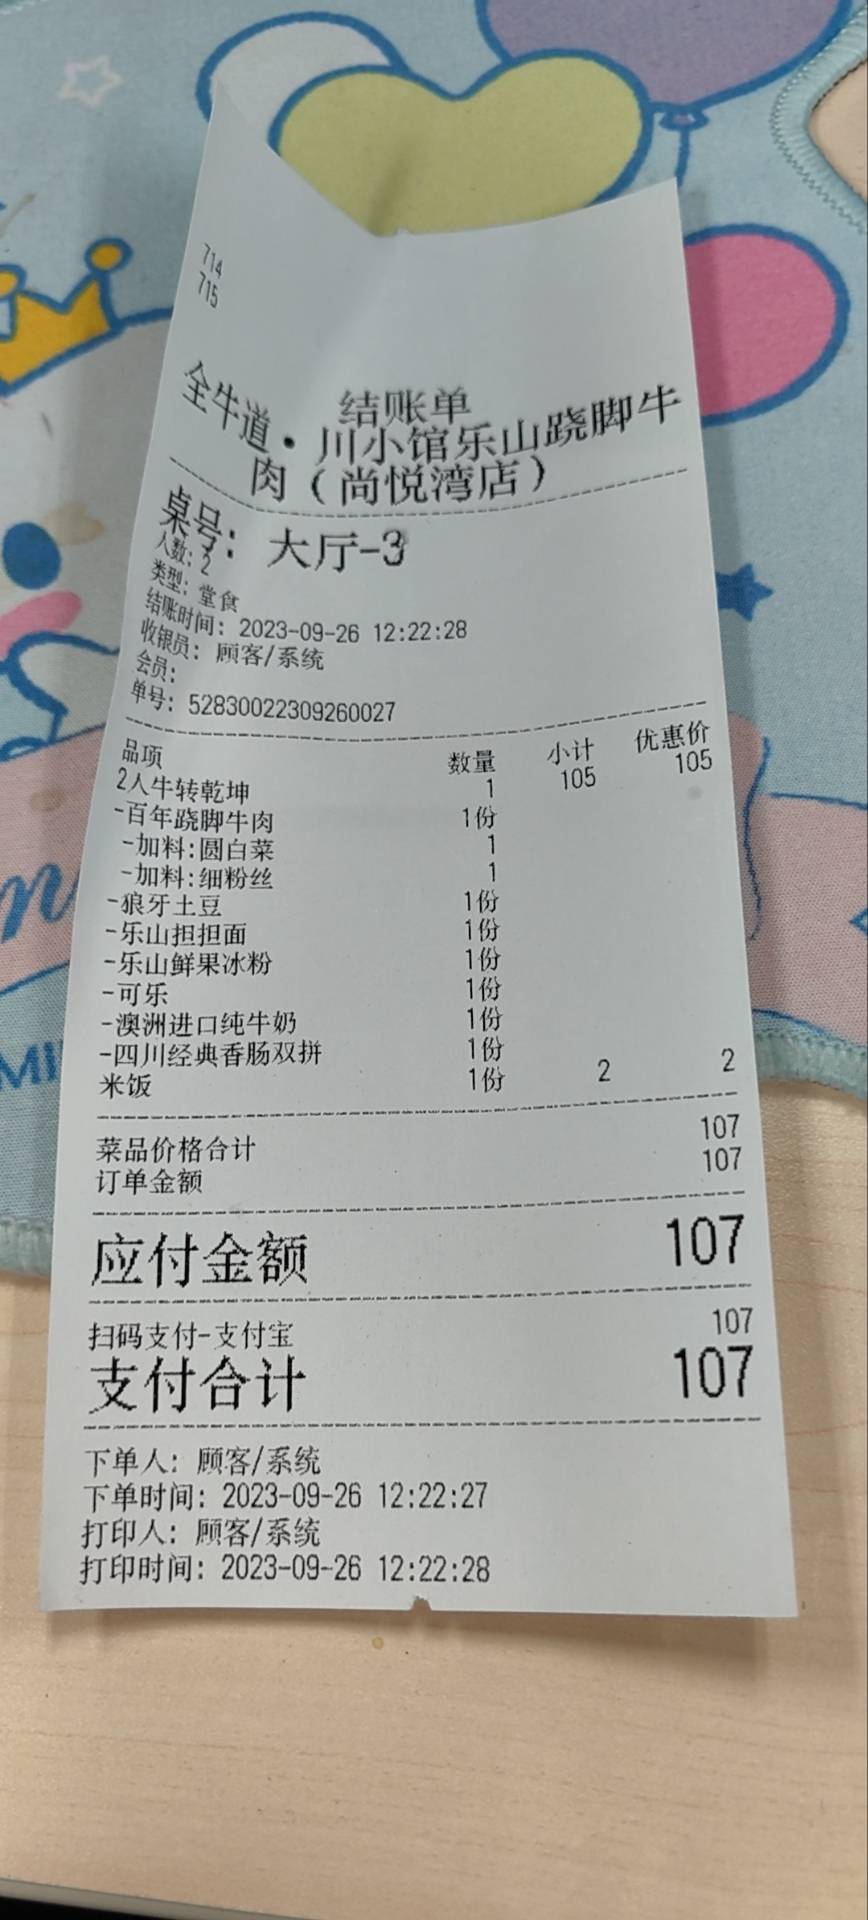 714
715
结账单
全牛道·川小馆乐山跷脚牛
肉（尚悦湾店）
桌号: 大厅-3
人数: 2
类型: 堂食
结账时间: 2023-09-26 12:22:28
收银员: 顾客/系统
会员:
单号: 52830022309260027
品项 数量 小计 优惠价
2人牛转乾坤 1 105 105
-百年跷脚牛肉 1份
-加料:圆白菜 1
-加料:细粉丝 1
-狼牙土豆 1份
-乐山担担面 1份
-乐山鲜果冰粉 1份
-可乐 1份
-澳洲进口纯牛奶 1份
-四川经典香肠双拼 1份
米饭 1份 2 2
菜品价格合计 107
订单金额 107
应付金额 107
扫码支付-支付宝 107
支付合计 107
下单人: 顾客/系统
下单时间: 2023-09-26 12:22:27
打印人: 顾客/系统
打印时间: 2023-09-26 12:22:28